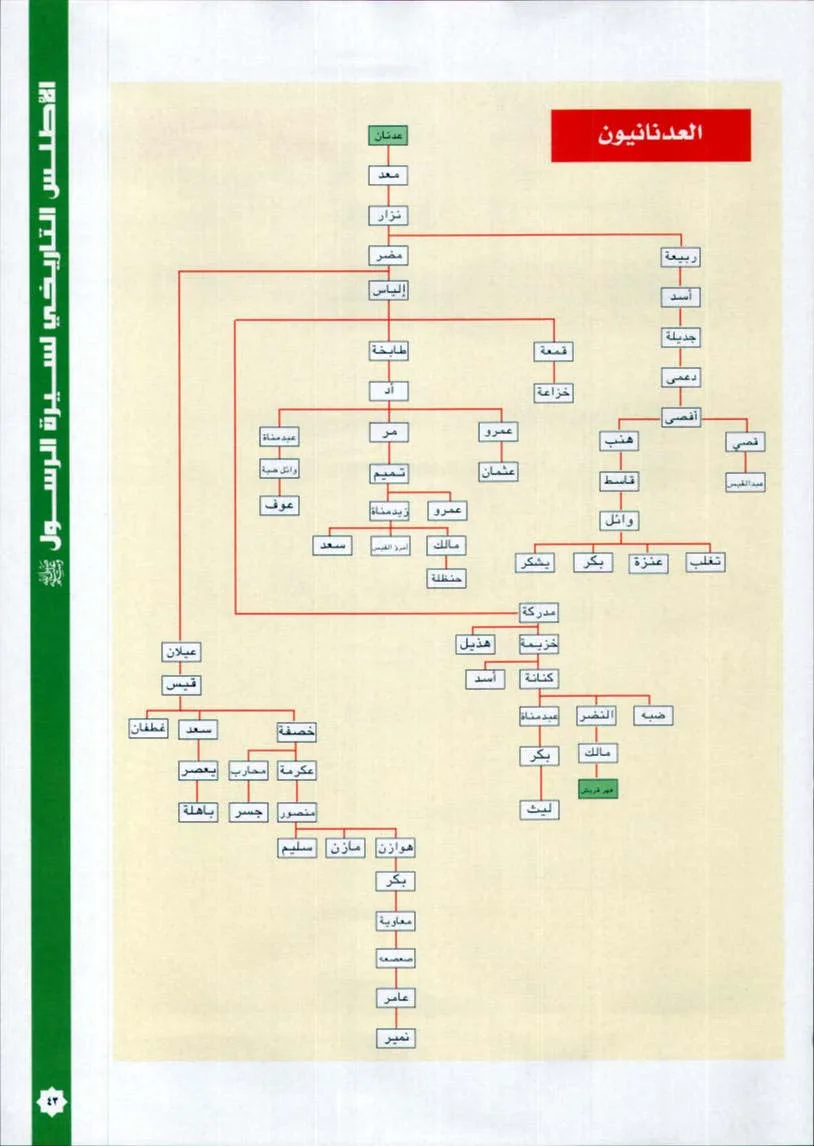 العدنانيون
عدنان
معد
نزار
مضر
ربيعة
إلياس
أسد
جديلة
قمعة
طابخة
دعمى
خزاعة
أد
أفصى
قصي
هنب
عمرو
مر
عبدمناة
عبدالقيس
قاسط
عثمان
تميم
وائل ضبة
وائل
عمرو
زيدمناة
عوف
تغلب
عنزة
بكر
يشكر
مالك
امرؤ القيس
سعد
حنظلة
مدركة
خزيمة
هذيل
عيلان
كنانة
أسد
قيس
ضبه
النضر
عبدمناة
خصفة
سعد
غطفان
مالك
بكر
عكرمة
محارب
يعصر
فهر قريش
ليث
منصور
جسر
باهلة
هوازن
مازن
سليم
بكر
معاوية
صعصعه
عامر
نمير
الأطلس التاريخي لسيرة الرسول ﷺ
٤٣